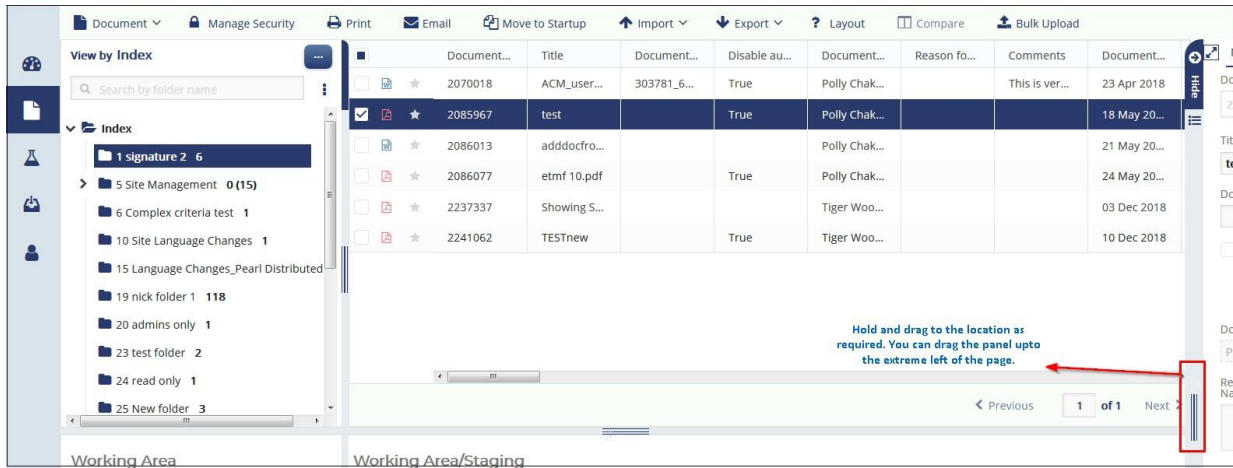 Document Manage Security Print Email Move to Startup Import Export ? Layout Compare Bulk Upload
View by Index ...
Search by folder name
Index
1 signature 2 6
5 Site Management 0 (15)
6 Complex criteria test 1
10 Site Language Changes 1
15 Language Changes_Pearl Distributed
19 nick folder 1 118
20 admins only 1
23 test folder 2
24 read only 1
25 New folder 3
Document... Title Document... Disable au... Document... Reason fo... Comments Document...
2070018 ACM_user... 303781_6... True Polly Chak... This is ver... 23 Apr 2018
2085967 test True Polly Chak... 18 May 20...
2086013 adddocfro... Polly Chak... 21 May 20...
2086077 etmf 10.pdf True Polly Chak... 24 May 20...
2237337 Showing S... Tiger Woo... 03 Dec 2018
2241062 TESTnew True Tiger Woo... 10 Dec 2018
Hold and drag to the location as
required. You can drag the panel upto
the extreme left of the page.
Previous 1 of 1 Next
Hide
Do
2
Tit
te
Do
Do
P
Re
Na
Working Area
Working Area/Staging